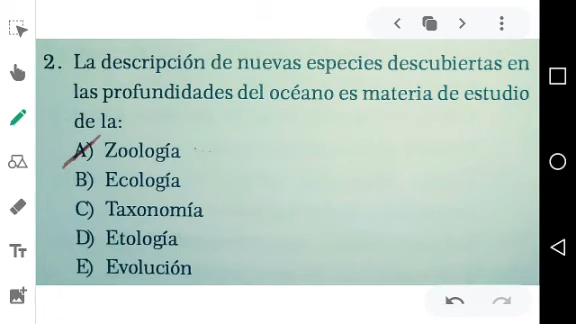 2. La descripción de nuevas especies descubiertas en
las profundidades del océano es materia de estudio
de la:
A) Zoología
B) Ecología
C) Taxonomía
D) Etología
E) Evolución
Tт